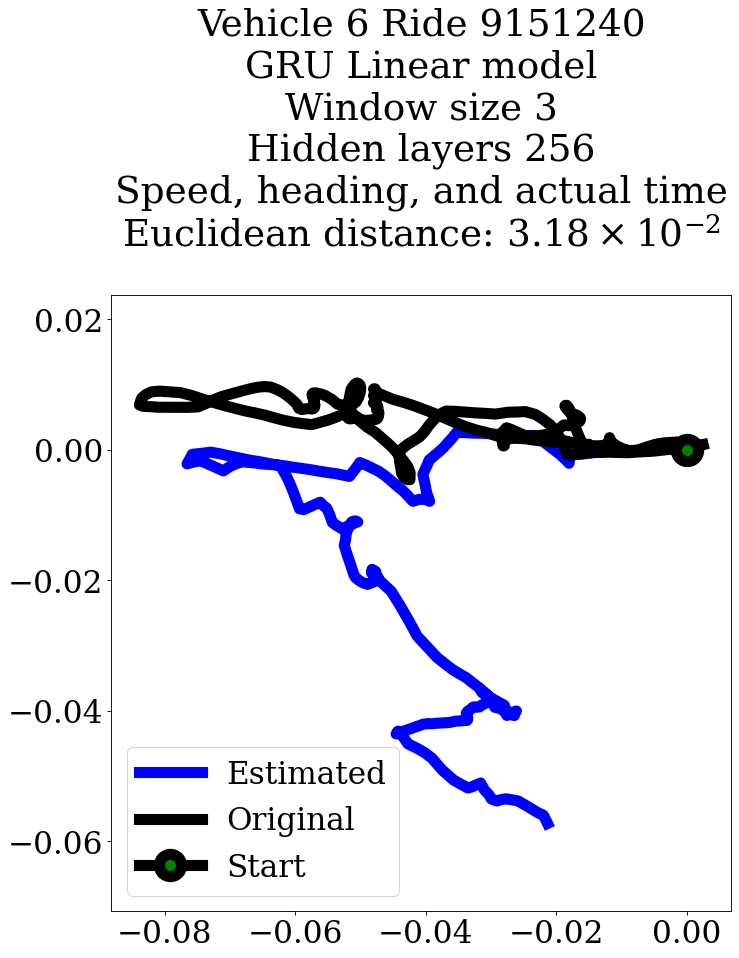 Vehicle 6 Ride 9151240
GRU Linear model
Window size 3
Hidden layers 256
Speed, heading, and actual time
Euclidean distance: 3.18 × 10⁻²
0.02
0.00
−0.02
−0.04
−0.06
Estimated
Original
Start
−0.08 −0.06 −0.04 −0.02 0.00